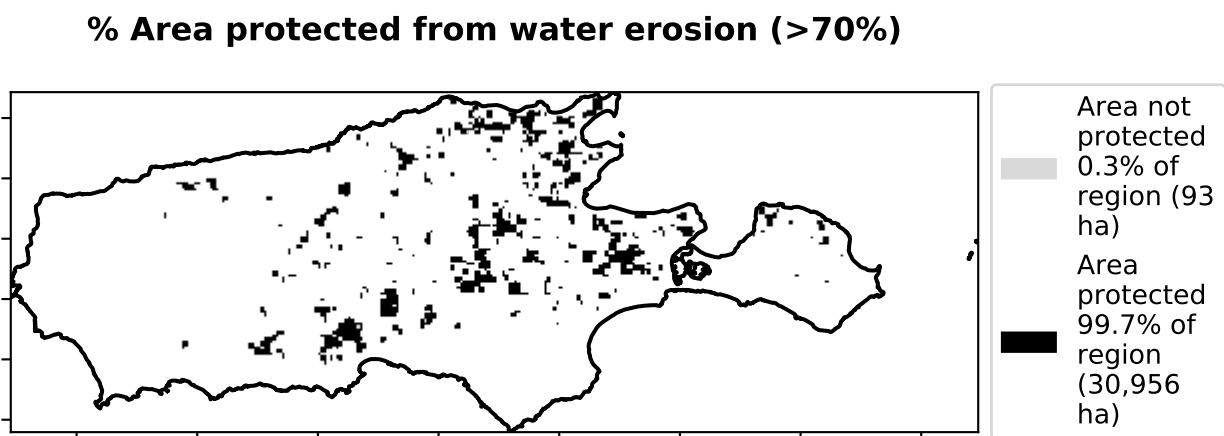 % Area protected from water erosion (>70%)
Area not
protected
0.3% of
region (93
ha)
Area
protected
99.7% of
region
(30,956
ha)